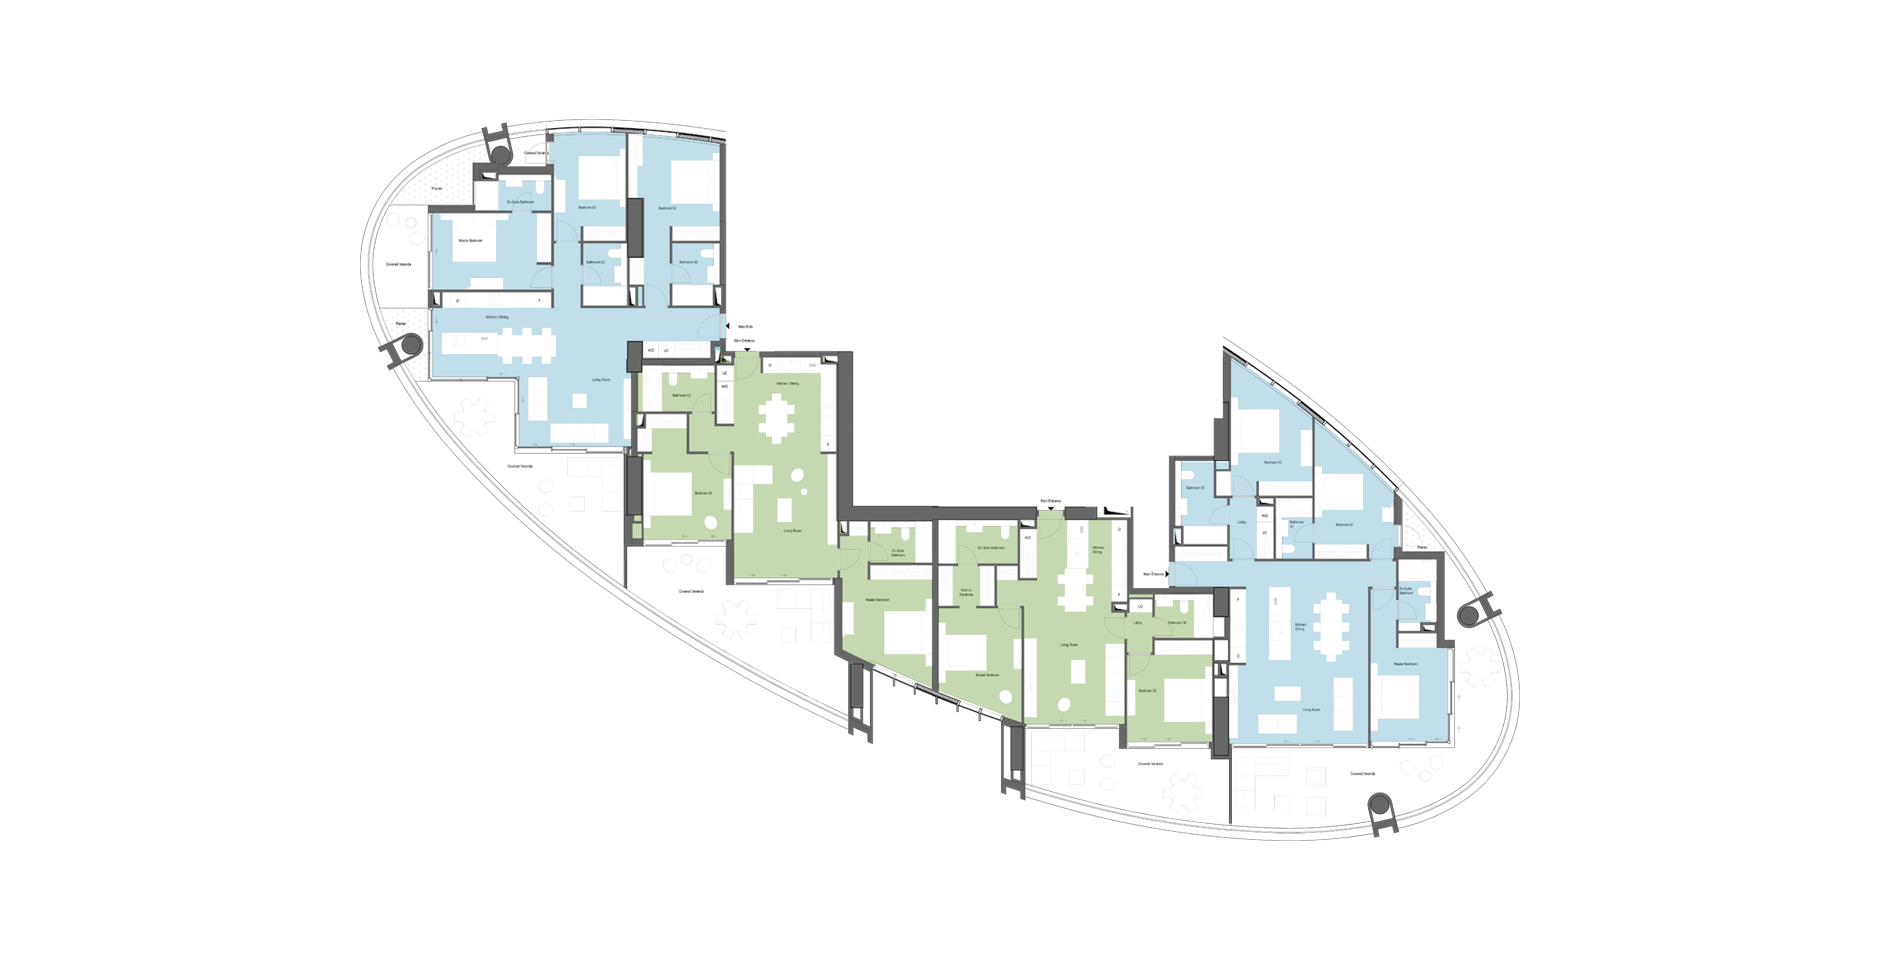 Covered Veranda
Planter
En-Suite Bathroom
Bedroom 03
Bedroom 02
Master Bedroom
Covered Veranda
Bathroom 03
Bathroom 02
O
F
Kitchen / Dining
Planter
Main Entr.
Main Entrance
W/D
UC
Living Room
Covered Veranda
Bathroom 02
UC
W/D
O
Kitchen / Dining
F
Bedroom 02
Living Room
Covered Veranda
En-Suite
Bathroom
Master Bedroom
Main Entrance
En-Suite Bathroom
W/D
Kitchen/
Dining
O
F
Walk-in
Wardrobe
Living Room
Master Bedroom
UC
Lobby
Bathroom 02
Bedroom 02
Covered Veranda
Bedroom 03
Bathroom 03
Lobby
W/D
UC
Bathroom
02
Bedroom 02
Planter
Main Entrance
En-Suite
Bathroom
F
O
Kitchen/
Dining
Master Bedroom
Living Room
Covered Veranda